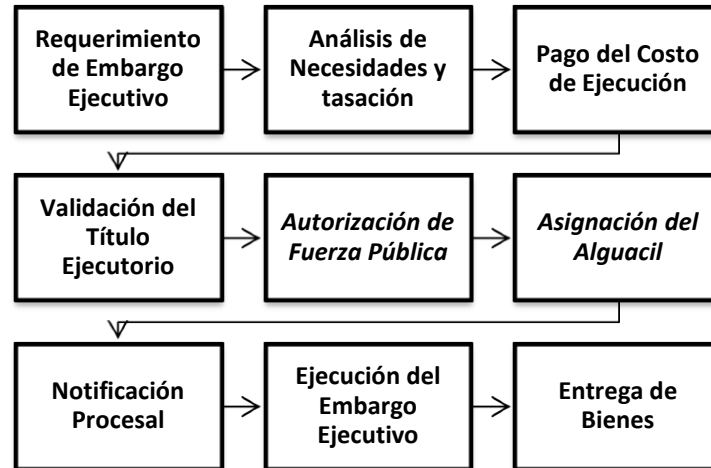 Requerimiento
de Embargo
Ejecutivo
Análisis de
Necesidades y
tasación
Pago del Costo
de Ejecución
Validación del
Título
Ejecutorio
Autorización de
Fuerza Pública
Asignación del
Alguacil
Notificación
Procesal
Ejecución del
Embargo
Ejecutivo
Entrega de
Bienes